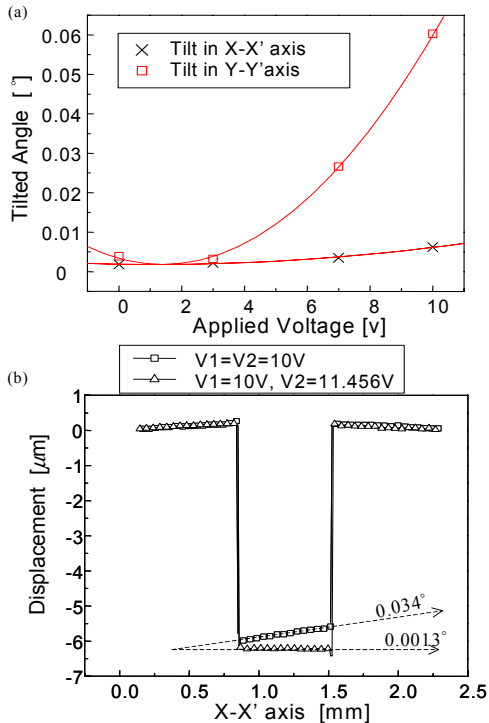 (a)
Tilt in X-X' axis
Tilt in Y-Y'axis
0.06
0.05
0.04
0.03
0.02
0.01
0
Tilted Angle [ ° ]
0 2 4 6 8 10
Applied Voltage [v]
V1=V2=10V
V1=10V, V2=11.456V
(b)
1
0
-1
-2
-3
-4
-5
-6
-7
Displacement [μm]
0.034°
0.0013°
0.0 0.5 1.0 1.5 2.0 2.5
X-X' axis [mm]